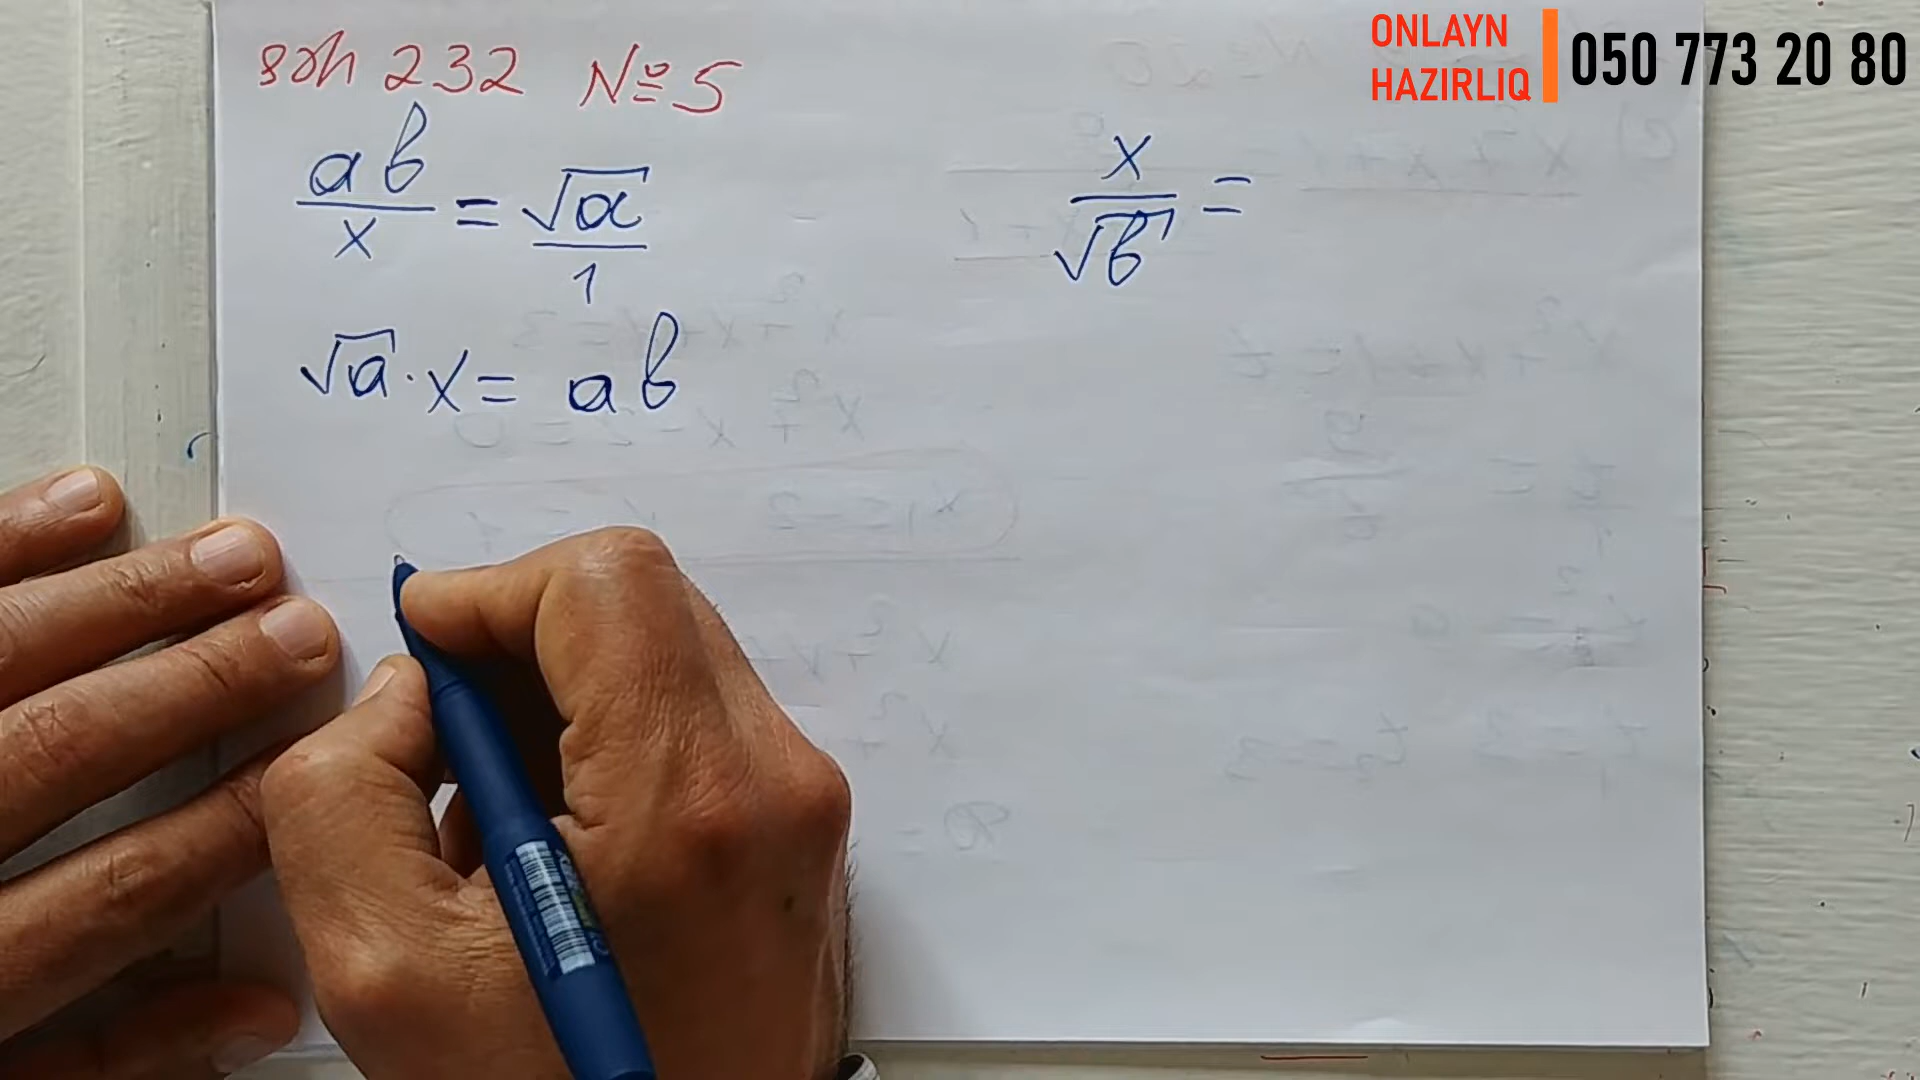 səh 232 №5
ab/x = √a/1
x/√b =
√a · x = ab
ONLAYN
HAZIRLIQ
050 773 20 80